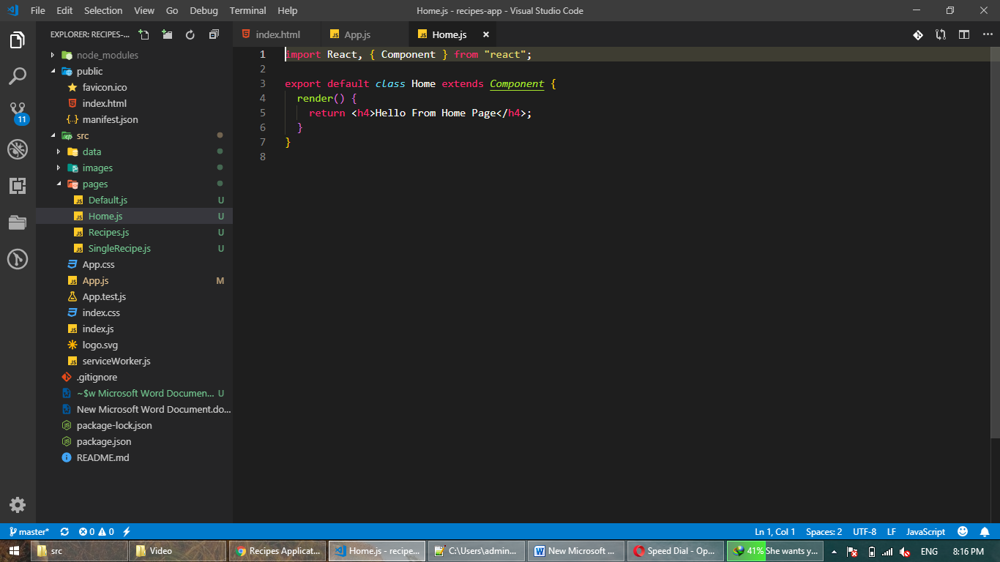 File Edit Selection View Go Debug Terminal Help
Home.js - recipes-app - Visual Studio Code
EXPLORER: RECIPES-...
node_modules
public
favicon.ico
index.html
manifest.json
src
data
images
pages
Default.js U
Home.js U
Recipes.js U
SingleRecipe.js U
App.css
App.js M
App.test.js
index.css
index.js
logo.svg
serviceWorker.js
.gitignore
~$w Microsoft Word Documen... U
New Microsoft Word Document.do...
package-lock.json
package.json
README.md
11
index.html App.js Home.js
1 import React, { Component } from "react";
2
3 export default class Home extends Component {
4 render() {
5 return <h4>Hello From Home Page</h4>;
6 }
7 }
8
master* 0 0 Ln 1, Col 1 Spaces: 2 UTF-8 LF JavaScript
src Video Recipes Applicat... Home.js - recipe... C:\Users\admin... New Microsoft ... Speed Dial - Op... 41% She wants y... ENG 8:16 PM